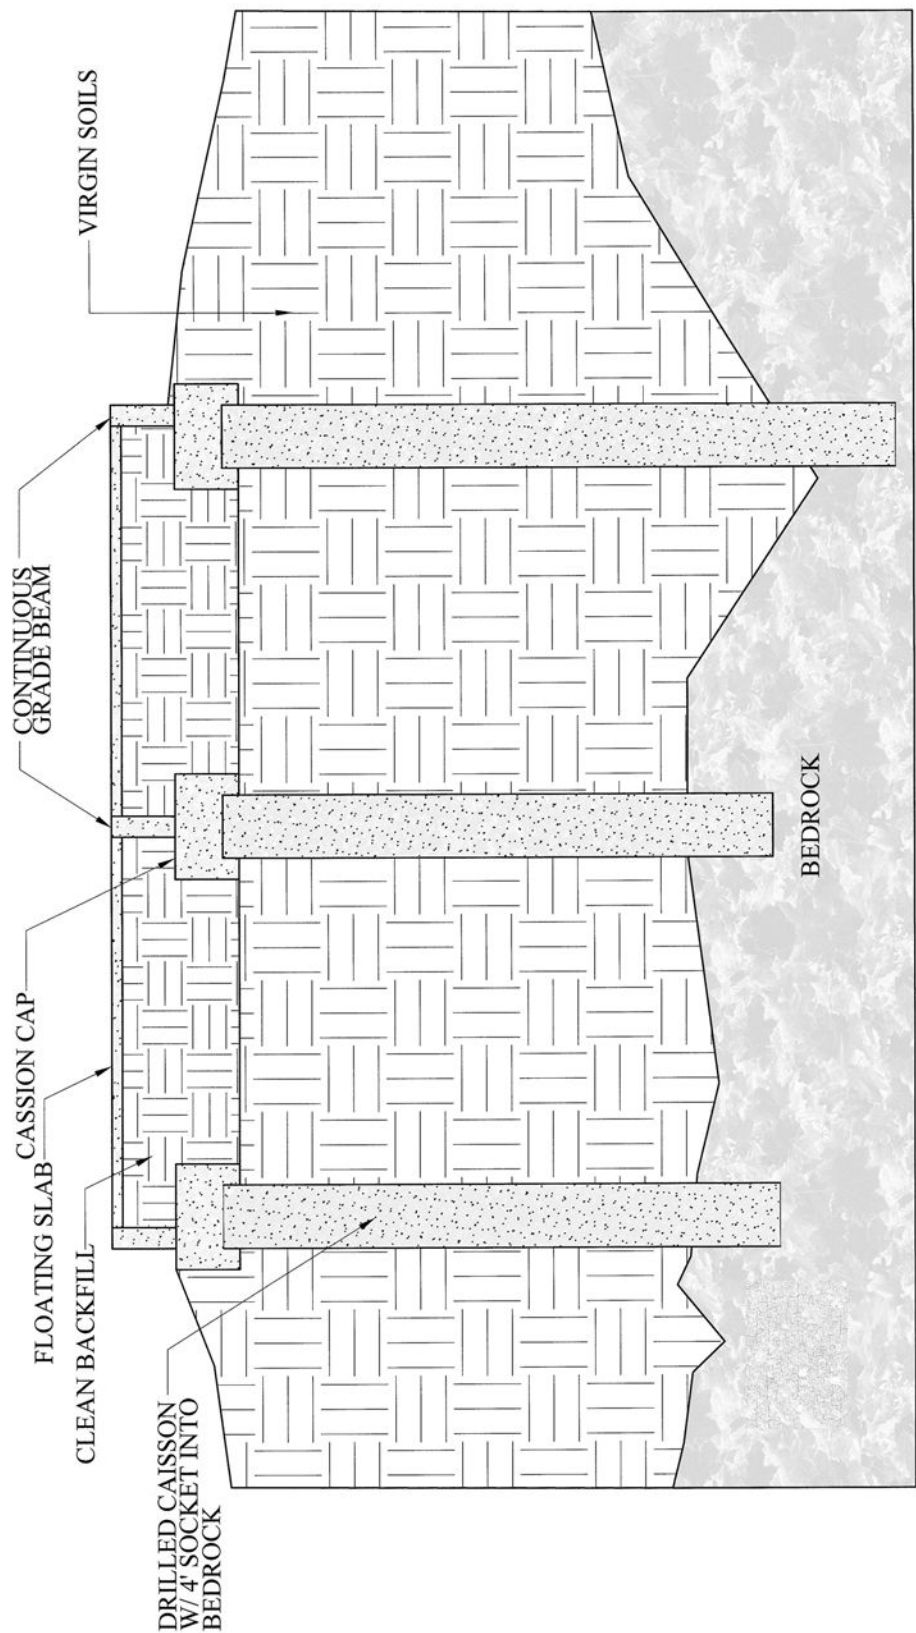 CONTINUOUS
GRADE BEAM
FLOATING SLAB
CASSION CAP
CLEAN BACKFILL
VIRGIN SOILS
DRILLED CAISSON
W/ 4' SOCKET INTO
BEDROCK
BEDROCK